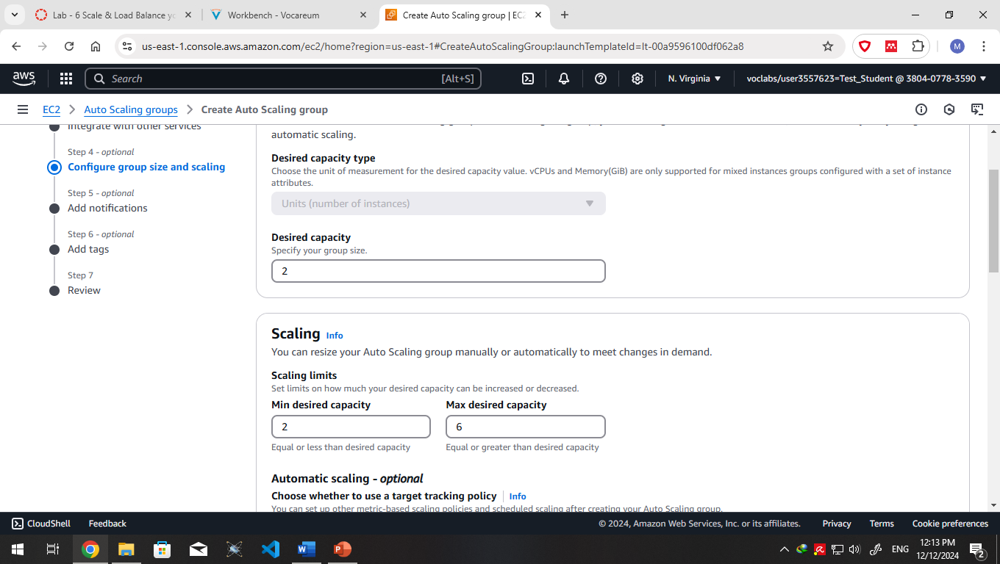 Lab - 6 Scale & Load Balance yo
Workbench - Vocareum
Create Auto Scaling group | EC2
us-east-1.console.aws.amazon.com/ec2/home?region=us-east-1#CreateAutoScalingGroup:launchTemplateId=lt-00a9596100df062a8
M
aws
Search
[Alt+S]
N. Virginia
voclabs/user3557623=Test_Student @ 3804-0778-3590
EC2
Auto Scaling groups
Create Auto Scaling group
Integrate with other services
Step 4 - optional
Configure group size and scaling
Step 5 - optional
Add notifications
Step 6 - optional
Add tags
Step 7
Review
automatic scaling.
Desired capacity type
Choose the unit of measurement for the desired capacity value. vCPUs and Memory(GiB) are only supported for mixed instances groups configured with a set of instance
attributes.
Units (number of instances)
Desired capacity
Specify your group size.
2
Scaling Info
You can resize your Auto Scaling group manually or automatically to meet changes in demand.
Scaling limits
Set limits on how much your desired capacity can be increased or decreased.
Min desired capacity
Max desired capacity
2
6
Equal or less than desired capacity
Equal or greater than desired capacity
Automatic scaling - optional
Choose whether to use a target tracking policy Info
You can set up other metric-based scaling policies and scheduled scaling after creating your Auto Scaling group.
CloudShell
Feedback
© 2024, Amazon Web Services, Inc. or its affiliates.
Privacy
Terms
Cookie preferences
ENG
12:13 PM
12/12/2024
2